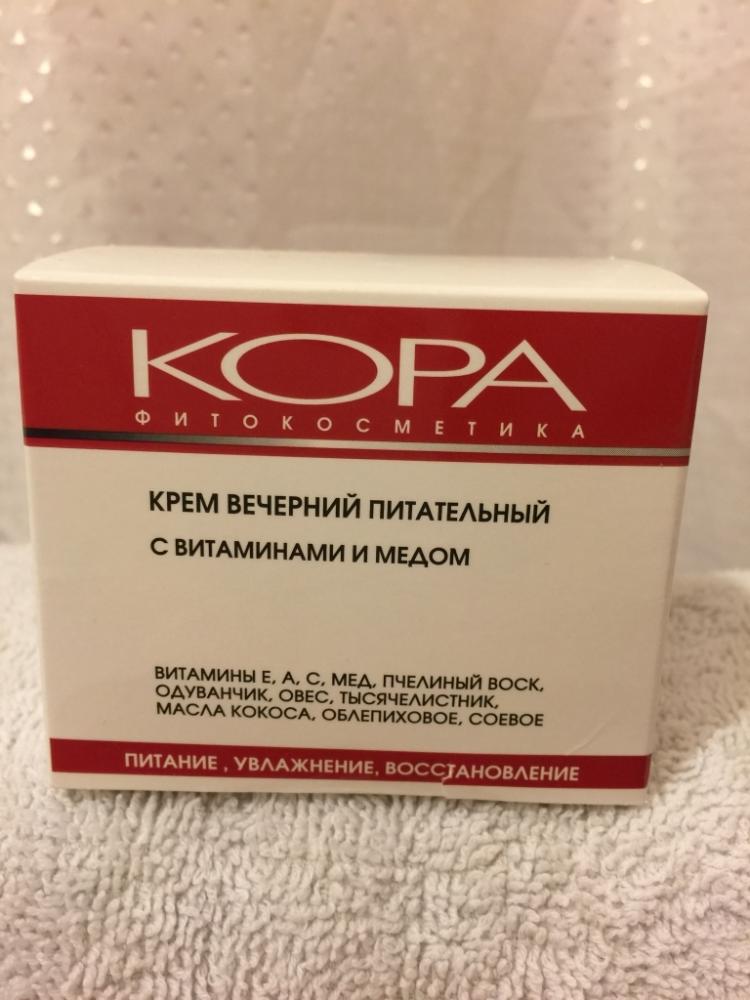 КОРА
ФИТОКОСМЕТИКА
КРЕМ ВЕЧЕРНИЙ ПИТАТЕЛЬНЫЙ
С ВИТАМИНАМИ И МЕДОМ
ВИТАМИНЫ Е, А, С, МЕД, ПЧЕЛИНЫЙ ВОСК,
ОДУВАНЧИК, ОВЕС, ТЫСЯЧЕЛИСТНИК,
МАСЛА КОКОСА, ОБЛЕПИХОВОЕ, СОЕВОЕ
ПИТАНИЕ , УВЛАЖНЕНИЕ, ВОССТАНОВЛЕНИЕ